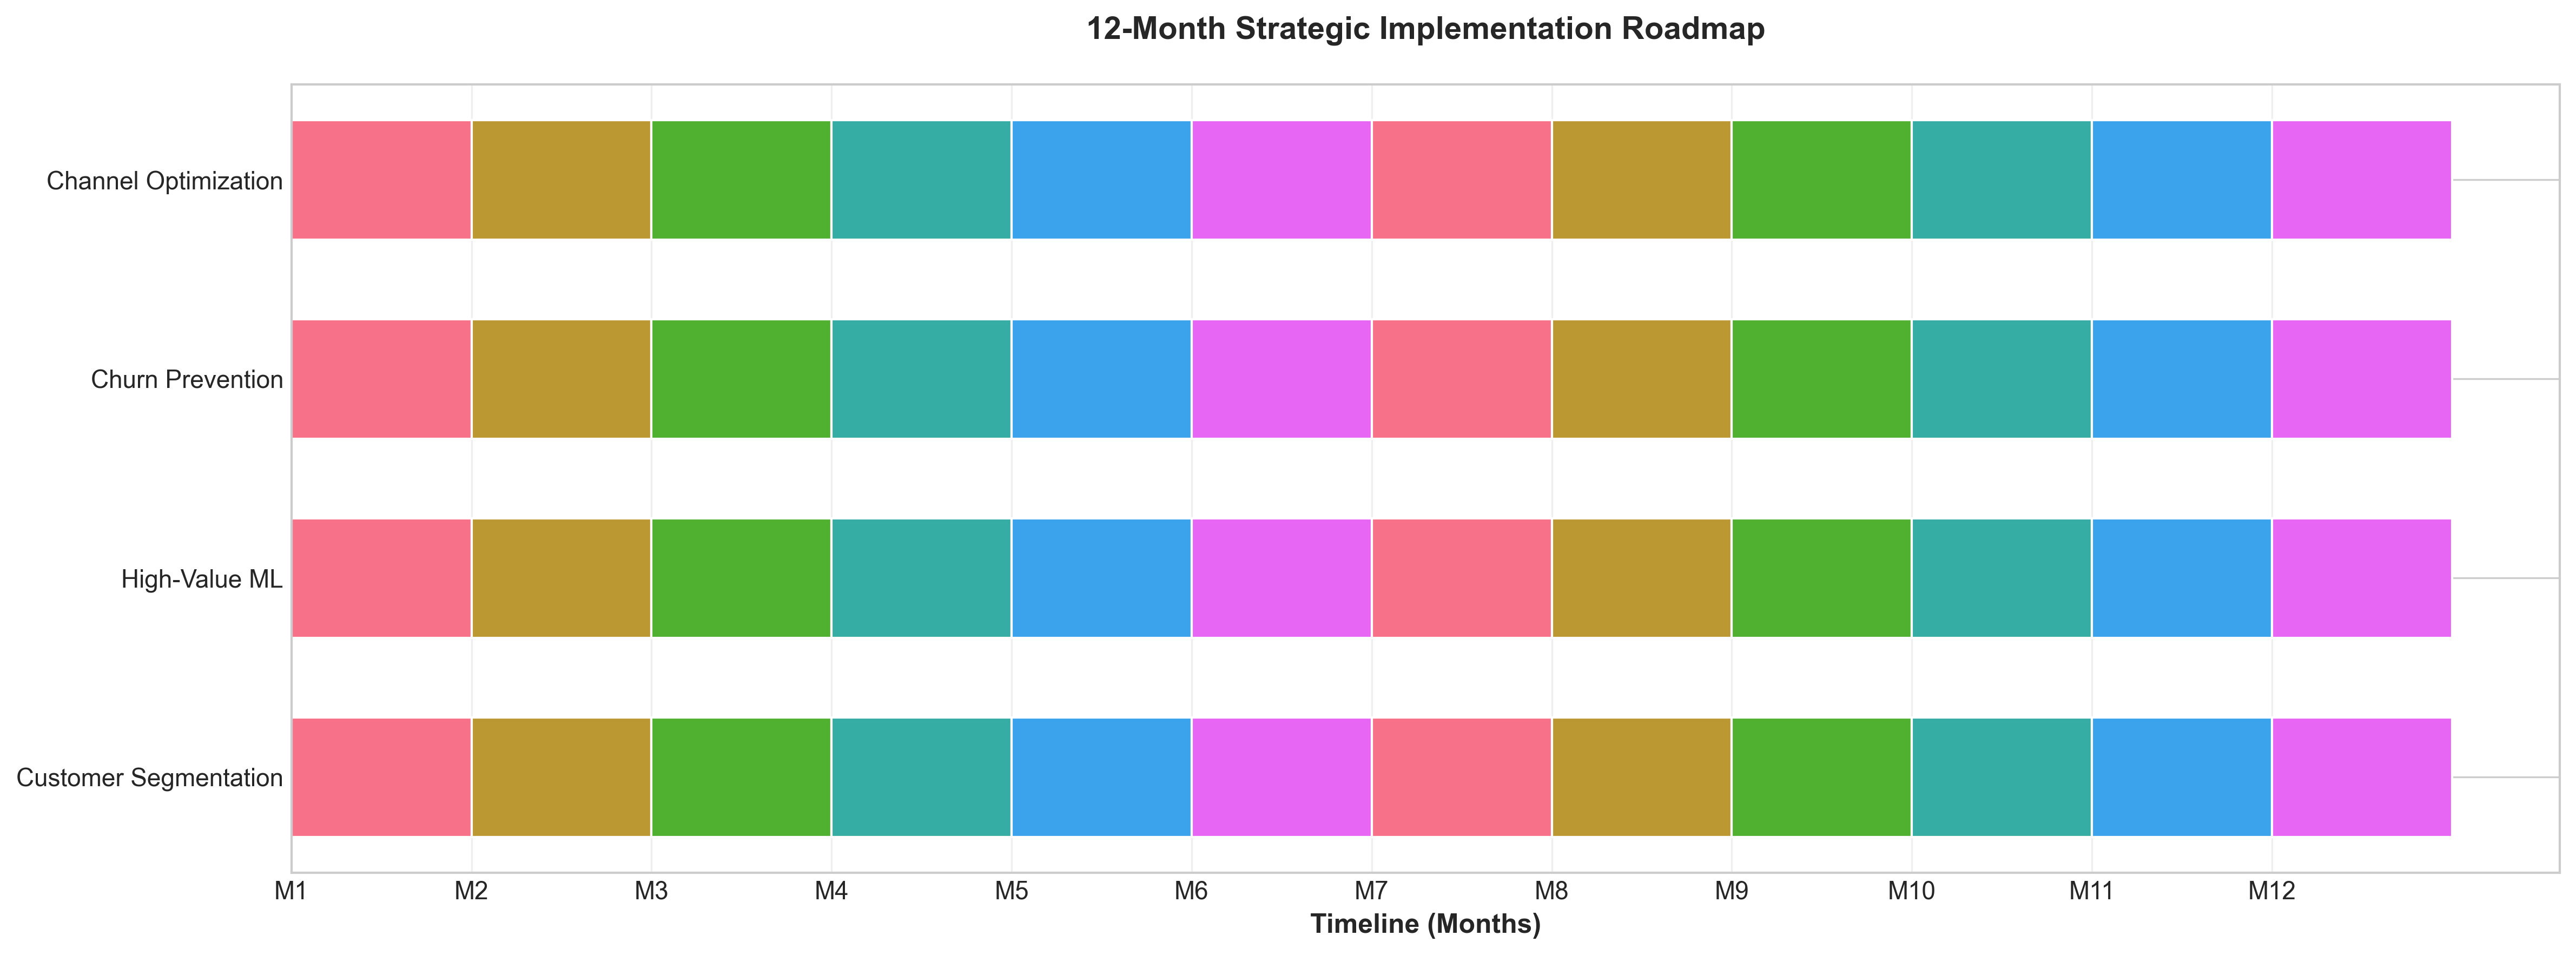 12-Month Strategic Implementation Roadmap
Channel Optimization
Churn Prevention
High-Value ML
Customer Segmentation
M1 M2 M3 M4 M5 M6 M7 M8 M9 M10 M11 M12
Timeline (Months)